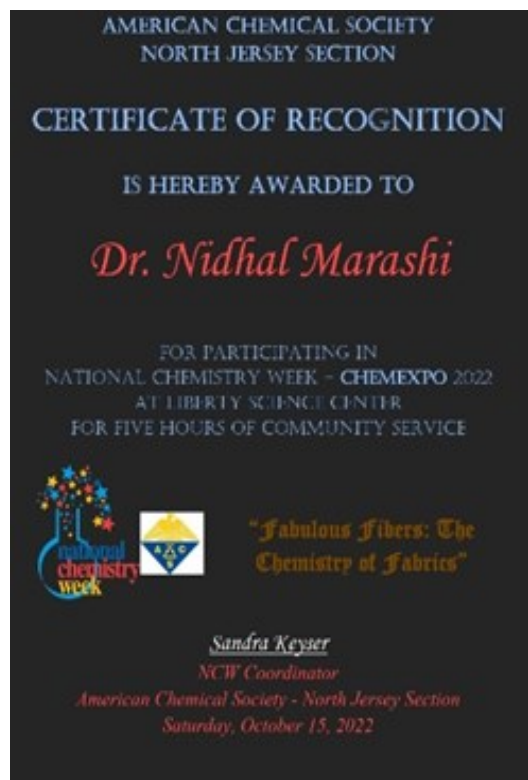 AMERICAN CHEMICAL SOCIETY
NORTH JERSEY SECTION
CERTIFICATE OF RECOGNITION
IS HEREBY AWARDED TO
Dr. Nidhal Marashi
FOR PARTICIPATING IN
NATIONAL CHEMISTRY WEEK – CHEMEXPO 2022
AT LIBERTY SCIENCE CENTER
FOR FIVE HOURS OF COMMUNITY SERVICE
national
chemistry
week
A C
S
"Fabulous Fibers: The
Chemistry of Fabrics"
Sandra Keyser
NCW Coordinator
American Chemical Society - North Jersey Section
Saturday, October 15, 2022